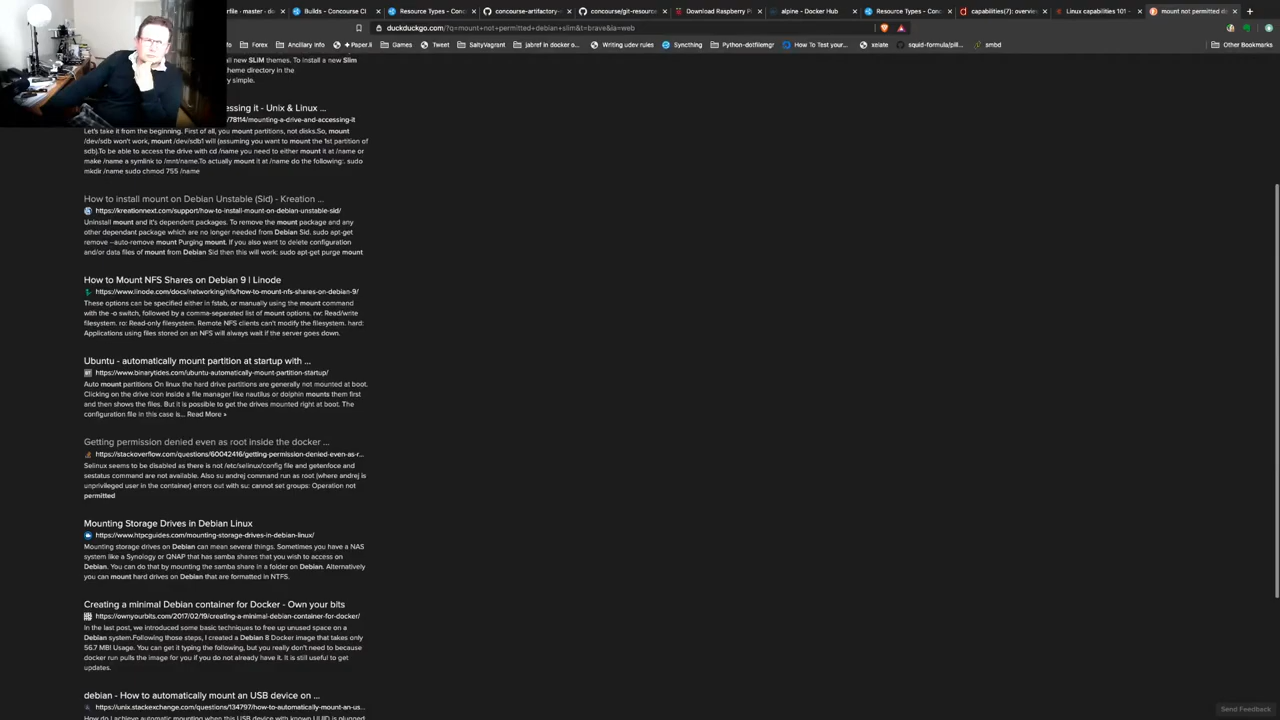 rfile · master · de
Builds - Concourse CI
Resource Types - Concou
concourse-artifactory-r
concourse/git-resource
Download Raspberry P
alpine - Docker Hub
Resource Types - Conco
capabilities(7): overview
Linux capabilities 101 –
mount not permitted de
duckduckgo.com/?q=mount+not+permitted+debian+slim&t=brave&ia=web
Forex
Ancillary info
+ Paper.li
Games
Tweet
SaltyVagrant
jabref in docker o...
Writing udev rules
Syncthing
Python-dotfilemgr
How To Test your...
xelate
squid-formula/pill...
smbd
Other Bookmarks
all new SLiM themes. To install a new Slim
heme directory in the
y simple.
essing it - Unix & Linux ...
/78114/mounting-a-drive-and-accessing-it
Let's take it from the beginning. First of all, you mount partitions, not disks.So, mount
/dev/sdb won't work, mount /dev/sdb1 will (assuming you want to mount the 1st partition of
sdb).To be able to access the drive with cd /name you need to either mount it at /name or
make /name a symlink to /mnt/name.To actually mount it at /name do the following:. sudo
mkdir /name sudo chmod 755 /name
How to install mount on Debian Unstable (Sid) - Kreation ...
https://kreationnext.com/support/how-to-install-mount-on-debian-unstable-sid/
Uninstall mount and it's dependent packages. To remove the mount package and any
other dependant package which are no longer needed from Debian Sid. sudo apt-get
remove --auto-remove mount Purging mount. If you also want to delete configuration
and/or data files of mount from Debian Sid then this will work: sudo apt-get purge mount
How to Mount NFS Shares on Debian 9 | Linode
https://www.linode.com/docs/networking/nfs/how-to-mount-nfs-shares-on-debian-9/
These options can be specified either in fstab, or manually using the mount command
with the -o switch, followed by a comma-separated list of mount options. rw: Read/write
filesystem. ro: Read-only filesystem. Remote NFS clients can't modify the filesystem. hard:
Applications using files stored on an NFS will always wait if the server goes down.
Ubuntu - automatically mount partition at startup with ...
https://www.binarytides.com/ubuntu-automatically-mount-partition-startup/
Auto mount partitions On linux the hard drive partitions are generally not mounted at boot.
Clicking on the drive icon inside a file manager like nautilus or dolphin mounts them first
and then shows the files. But it is possible to get the drives mounted right at boot. The
configuration file in this case is... Read More »
Getting permission denied even as root inside the docker ...
https://stackoverflow.com/questions/60042416/getting-permission-denied-even-as-r...
Selinux seems to be disabled as there is not /etc/selinux/config file and getenfoce and
sestatus command are not available. Also su andrej command run as root (where andrej is
unprivileged user in the container) errors out with su: cannot set groups: Operation not
permitted
Mounting Storage Drives in Debian Linux
https://www.htpcguides.com/mounting-storage-drives-in-debian-linux/
Mounting storage drives on Debian can mean several things. Sometimes you have a NAS
system like a Synology or QNAP that has samba shares that you wish to access on
Debian. You can do that by mounting the samba share in a folder on Debian. Alternatively
you can mount hard drives on Debian that are formatted in NTFS.
Creating a minimal Debian container for Docker - Own your bits
https://ownyourbits.com/2017/02/19/creating-a-minimal-debian-container-for-docker/
In the last post, we introduced some basic techniques to free up unused space on a
Debian system.Following those steps, I created a Debian 8 Docker image that takes only
56.7 MB! Usage. You can get it typing the following, but you really don't need to because
docker run pulls the image for you if you do not already have it. It is still useful to get
updates.
debian - How to automatically mount an USB device on ...
https://unix.stackexchange.com/questions/134797/how-to-automatically-mount-an-us...
How do I achieve automatic mounting when this USB device with known UUID is plugged
Send Feedback